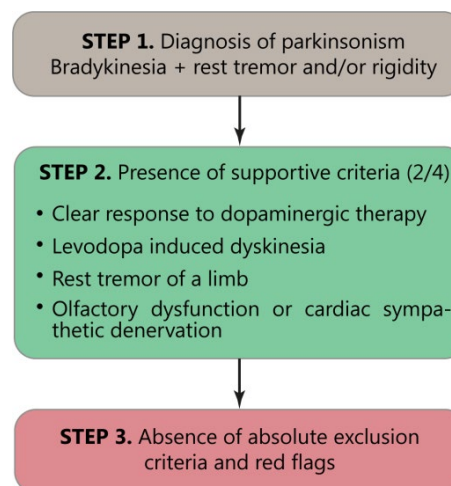 STEP 1. Diagnosis of parkinsonism
Bradykinesia + rest tremor and/or rigidity
STEP 2. Presence of supportive criteria (2/4)
• Clear response to dopaminergic therapy
• Levodopa induced dyskinesia
• Rest tremor of a limb
• Olfactory dysfunction or cardiac sympa-
thetic denervation
STEP 3. Absence of absolute exclusion
criteria and red flags